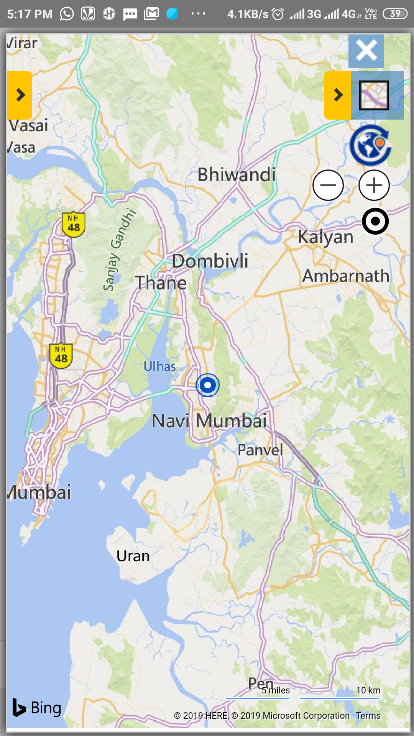 5:17 PM
4.1KB/s 3G 4G VoLTE 39
Virar
Vasai
Vasa
Bhiwandi
NH
48
Sanjay Gandhi
Kalyan
Dombivli
Thane
Ambarnath
NH
48
Ulhas
Navi Mumbai
Panvel
Mumbai
Uran
Pen
5 miles
10 km
Bing
© 2019 HERE, © 2019 Microsoft Corporation Terms